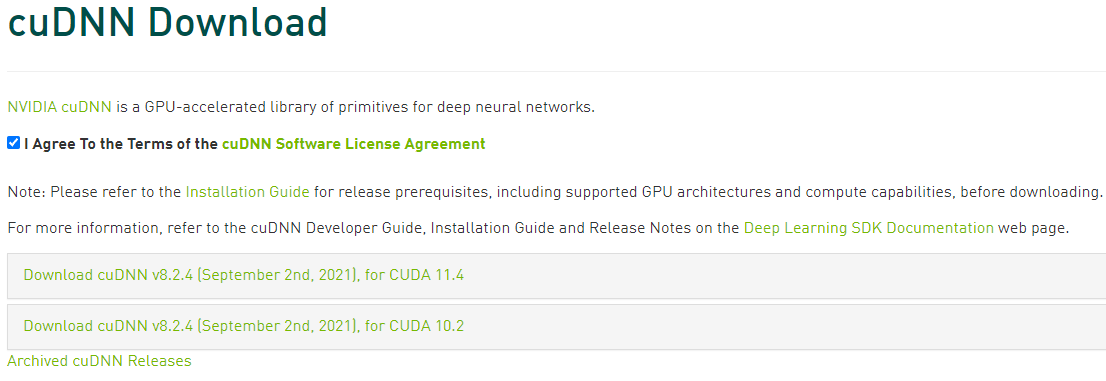 cuDNN Download
NVIDIA cuDNN is a GPU-accelerated library of primitives for deep neural networks.
I Agree To the Terms of the cuDNN Software License Agreement
Note: Please refer to the Installation Guide for release prerequisites, including supported GPU architectures and compute capabilities, before downloading.
For more information, refer to the cuDNN Developer Guide, Installation Guide and Release Notes on the Deep Learning SDK Documentation web page.
Download cuDNN v8.2.4 (September 2nd, 2021), for CUDA 11.4
Download cuDNN v8.2.4 (September 2nd, 2021), for CUDA 10.2
Archived cuDNN Releases